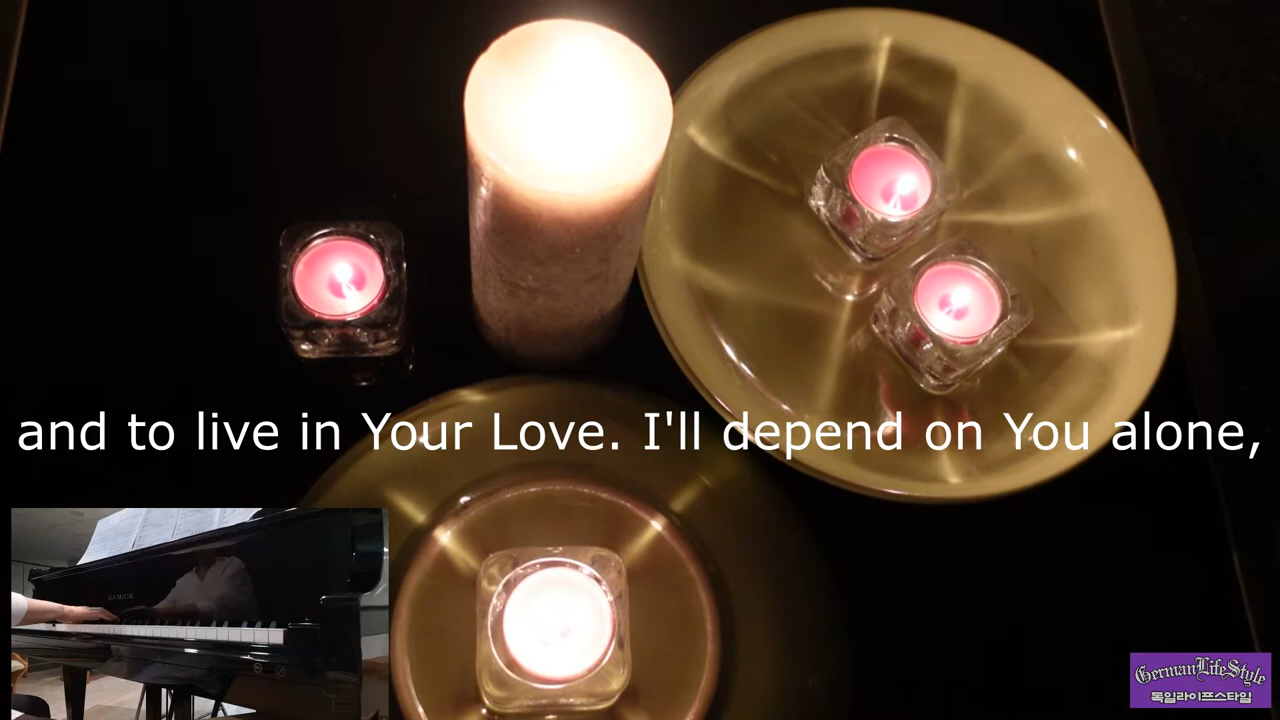 and to live in Your Love. I'll depend on You alone,
SAMICK
GermanLifeStyle
독일라이프스타일